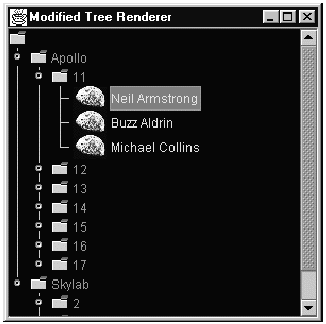 Modified Tree Renderer
Apollo
11
Neil Armstrong
Buzz Aldrin
Michael Collins
12
13
14
15
16
17
Skylab
2